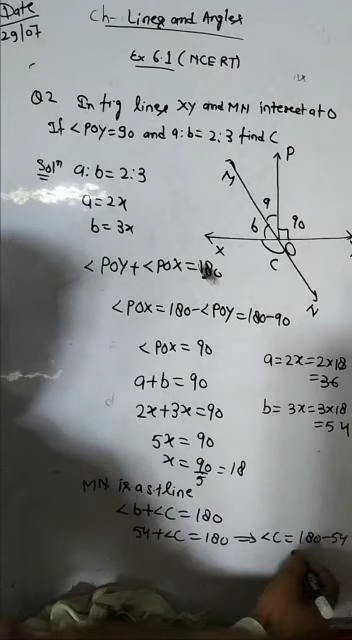 Date
29/07
Ch- Lines and Angles
Ex 6.1 (NCERT)
Q2 In fig lines XY and MN intersect at O
If <POY=90 and a:b=2:3 find C
Solⁿ a:b=2:3
a=2x
b=3x
P
M
a
b
90
X
O
C
N
<POY+<POX=180
<POX=180-<POY=180-90
<POX=90
a+b=90
2x+3x=90
5x=90
x=90/5=18
a=2x=2x18
=36
b=3x=3x18
=54
MN is a st line
<b+<C=180
54+<C=180⇒<C=180-54